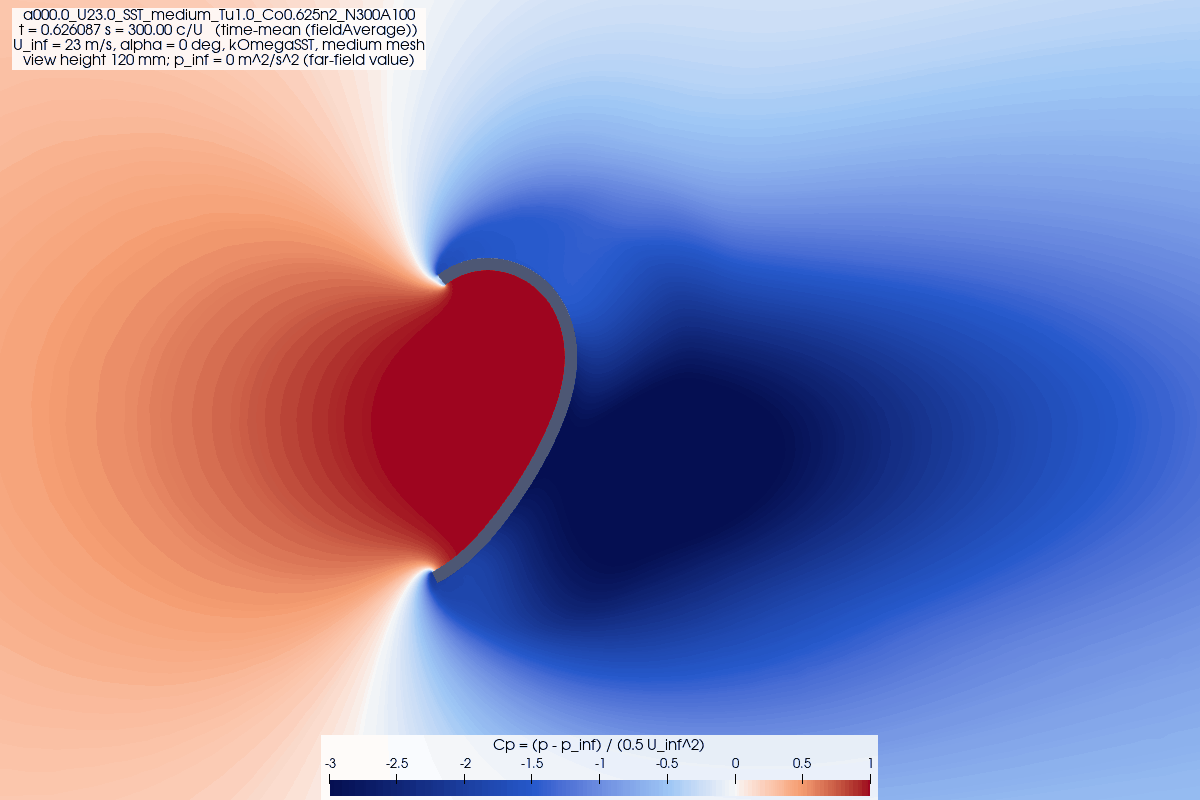 a000.0_U23.0_SST_medium_Tu1.0_Co0.625n2_N300A100
t = 0.626087 s = 300.00 c/U (time-mean (fieldAverage))
U_inf = 23 m/s, alpha = 0 deg, kOmegaSST, medium mesh
view height 120 mm; p_inf = 0 m^2/s^2 (far-field value)
Cp = (p - p_inf) / (0.5 U_inf^2)
-3 -2.5 -2 -1.5 -1 -0.5 0 0.5 1